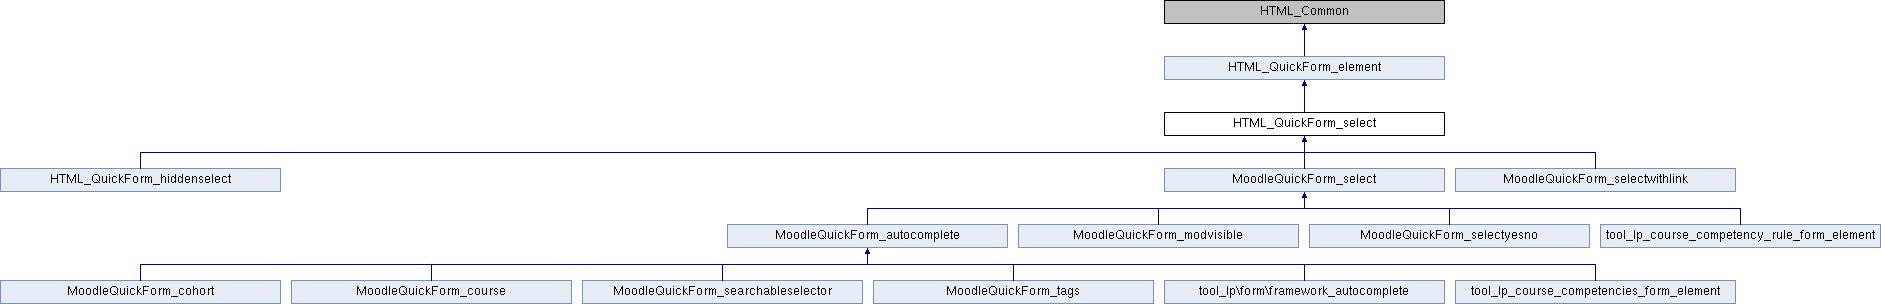 HTML_Common
HTML_QuickForm_element
HTML_QuickForm_select
HTML_QuickForm_hiddenselect
MoodleQuickForm_select
MoodleQuickForm_selectwithlink
MoodleQuickForm_autocomplete
MoodleQuickForm_modvisible
MoodleQuickForm_selectyesno
tool_lp_course_competency_rule_form_element
MoodleQuickForm_cohort
MoodleQuickForm_course
MoodleQuickForm_searchableselector
MoodleQuickForm_tags
tool_lp\form\framework_autocomplete
tool_lp_course_competencies_form_element